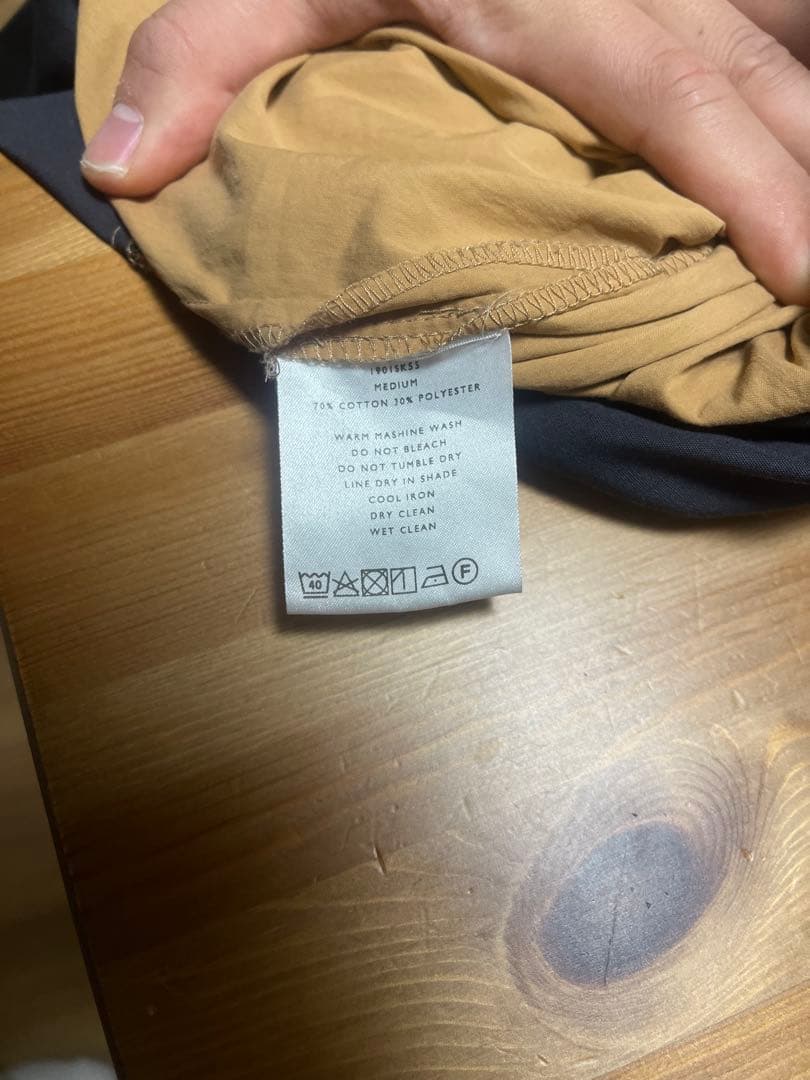 1901SKSS
MEDIUM
70% COTTON 30% POLYESTER
WARM MASHINE WASH
DO NOT BLEACH
DO NOT TUMBLE DRY
LINE DRY IN SHADE
COOL IRON
DRY CLEAN
WET CLEAN
40 F